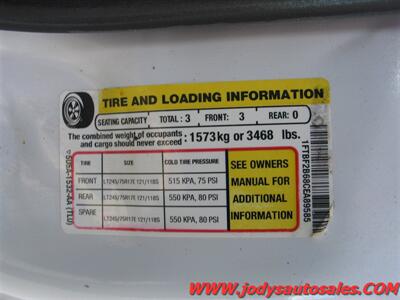 TIRE AND LOADING INFORMATION
SEATING CAPACITY TOTAL : 3 FRONT: 3 REAR: 0
The combined weight of occupants
and cargo should never exceed : 1573kg or 3468 lbs.
TIRE SIZE COLD TIRE PRESSURE
FRONT LT245/75R17E 121/118S 515 KPA, 75 PSI
REAR LT245/75R17E 121/118S 550 KPA, 80 PSI
SPARE LT245/75R17E 121/118S 550 KPA, 80 PSI
SEE OWNERS
MANUAL FOR
ADDITIONAL
INFORMATION
1FTBF2B68CEA89585
www.jodysautosales.COM